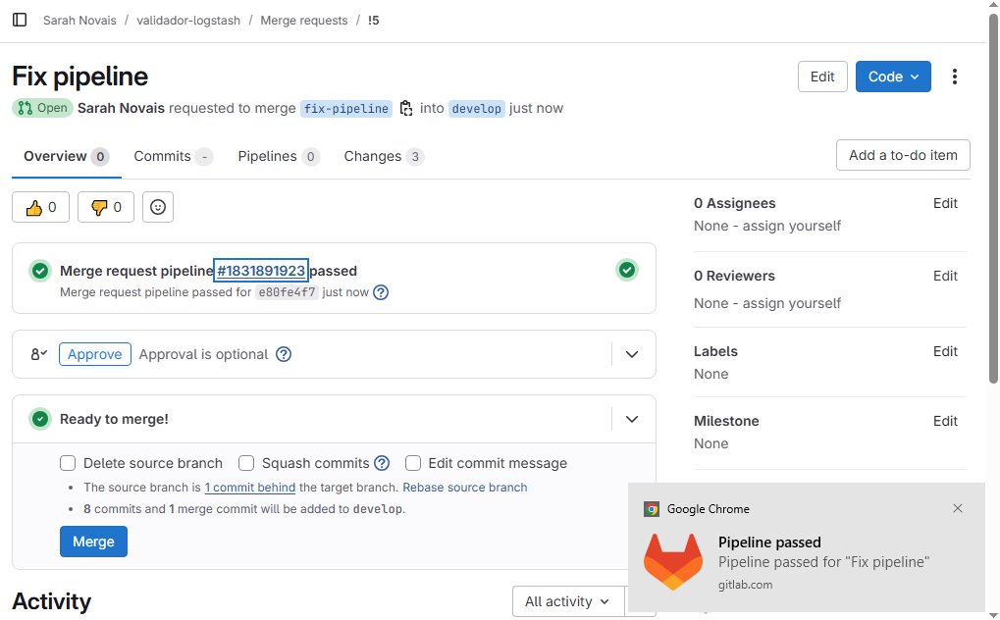 Sarah Novais / validador-logstash / Merge requests / !5
Fix pipeline
Edit
Code
Open Sarah Novais requested to merge fix-pipeline into develop just now
Overview 0 Commits - Pipelines 0 Changes 3
Add a to-do item
0 0
0 Assignees Edit
None - assign yourself
Merge request pipeline #1831891923 passed
Merge request pipeline passed for e80fe4f7 just now ?
0 Reviewers Edit
None - assign yourself
Approve Approval is optional ?
Labels Edit
None
Ready to merge!
Milestone Edit
None
Delete source branch Squash commits ? Edit commit message
The source branch is 1 commit behind the target branch. Rebase source branch
8 commits and 1 merge commit will be added to develop.
Merge
Google Chrome
Pipeline passed
Pipeline passed for "Fix pipeline"
gitlab.com
Activity
All activity